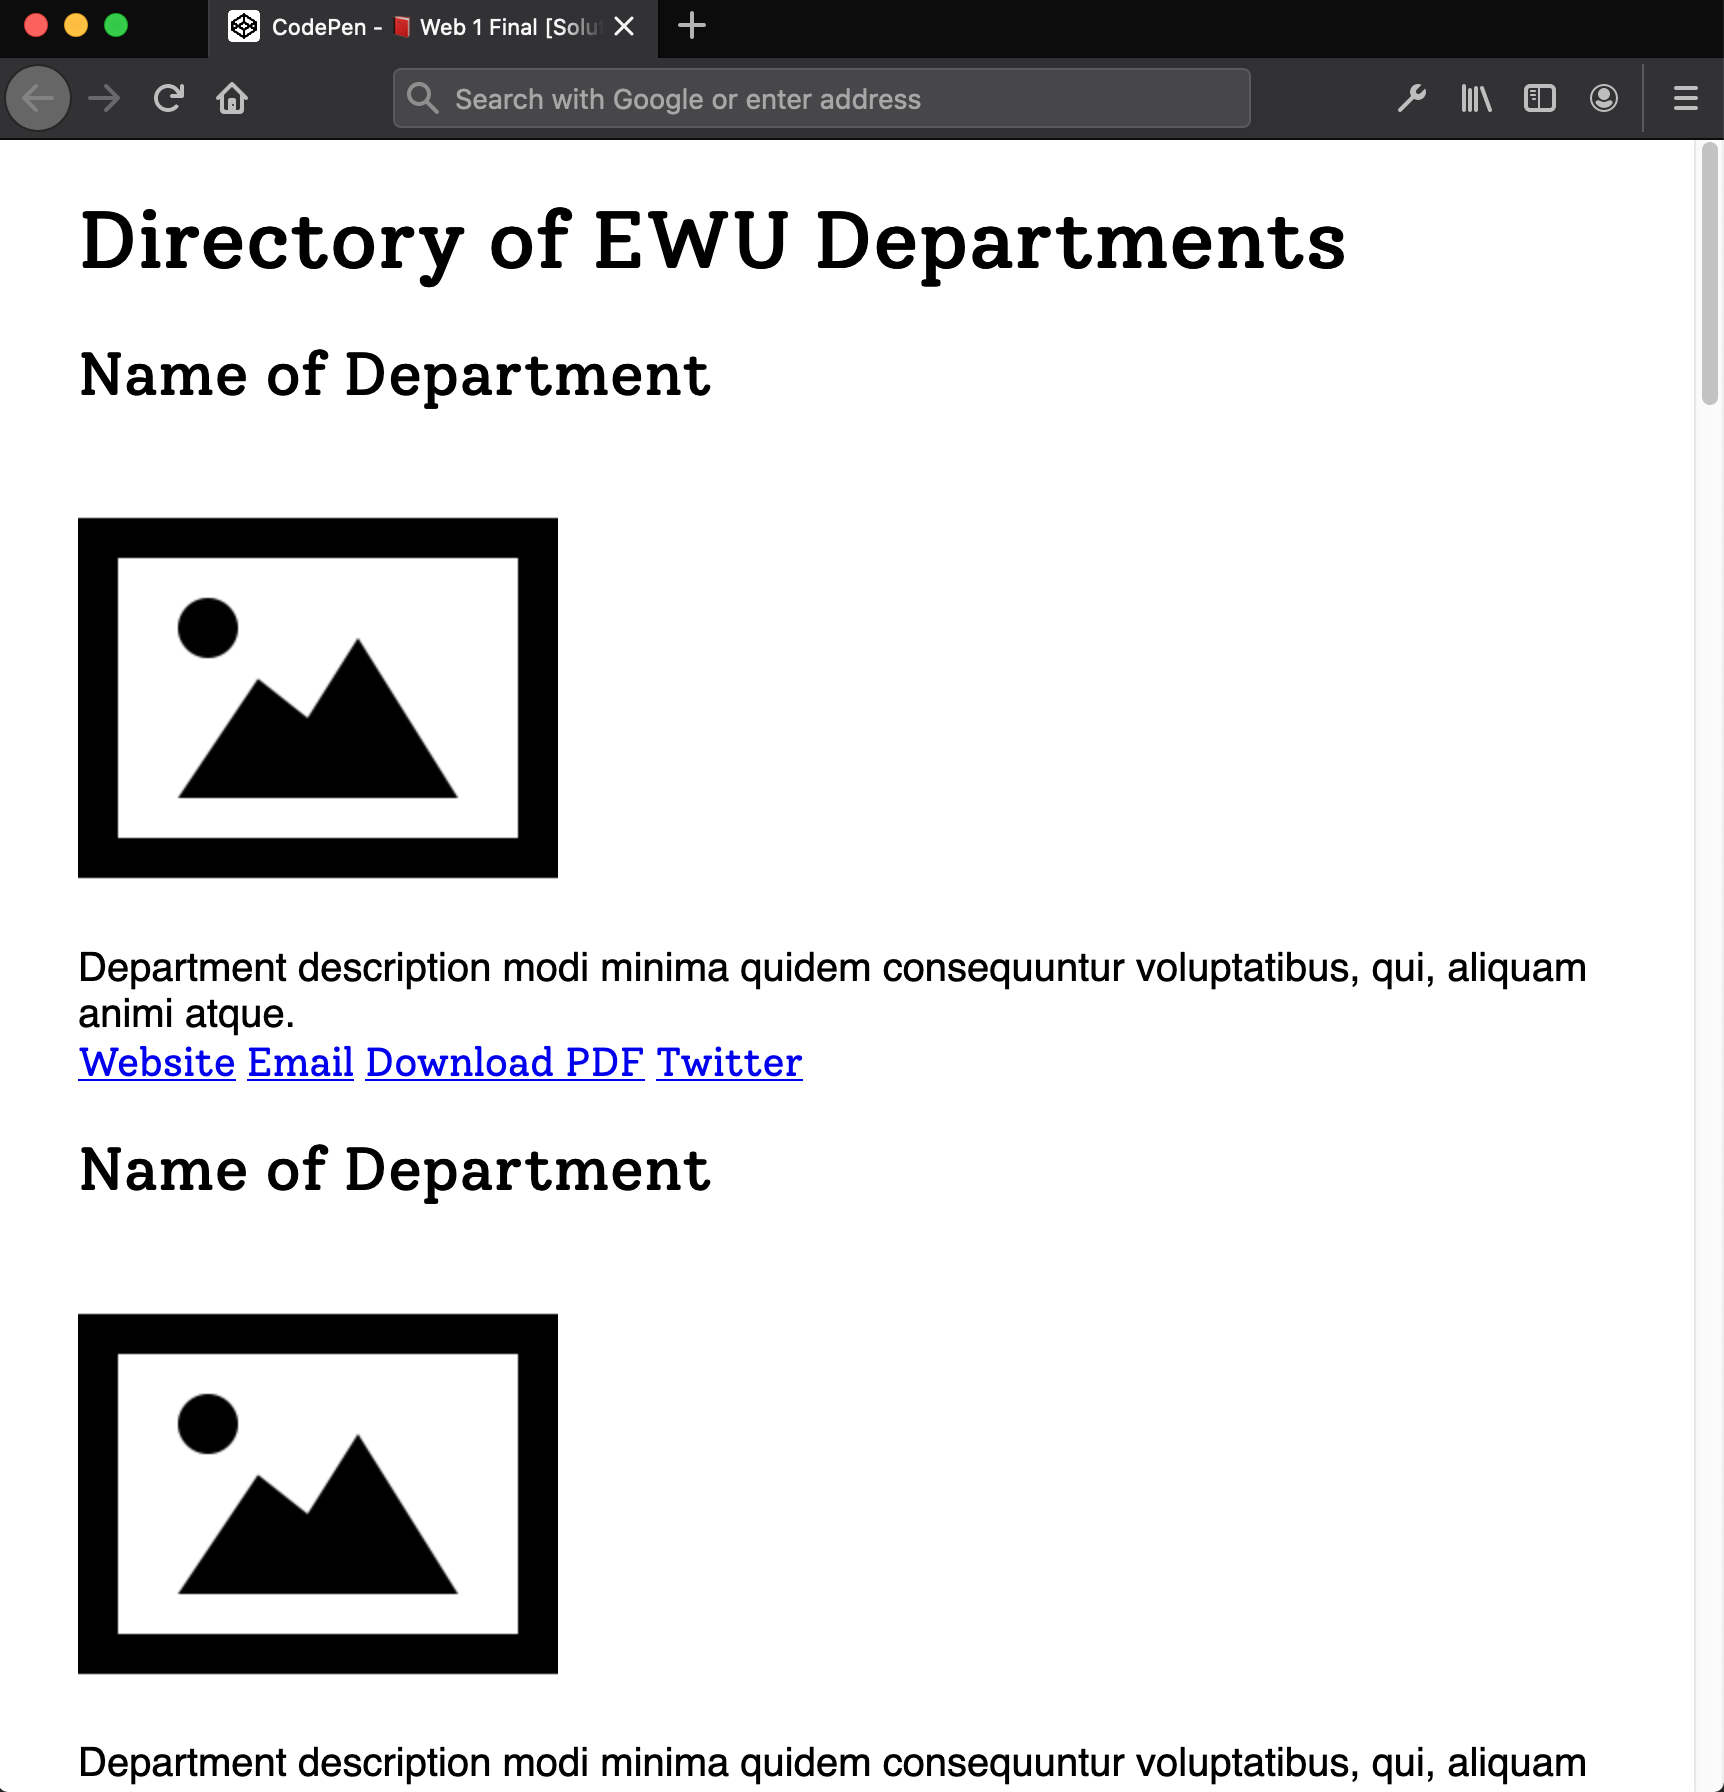 CodePen - 📕 Web 1 Final [Solu
Search with Google or enter address
Directory of EWU Departments
Name of Department
Department description modi minima quidem consequuntur voluptatibus, qui, aliquam
animi atque.
Website Email Download PDF Twitter
Name of Department
Department description modi minima quidem consequuntur voluptatibus, qui, aliquam